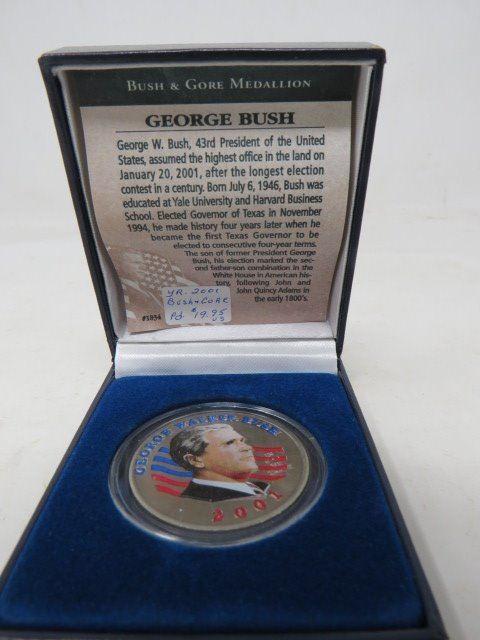 BUSH & GORE MEDALLION
GEORGE BUSH
George W. Bush, 43rd President of the United
States, assumed the highest office in the land on
January 20, 2001, after the longest election
contest in a century. Born July 6, 1946, Bush was
educated at Yale University and Harvard Business
School. Elected Governor of Texas in November
1994, he made history four years later when he
became the first Texas Governor to be
elected to consecutive four-year terms.
The son of former President George
Bush, his election marked the sec-
ond father-son combination in the
White House in American his-
tory, following John and
John Quincy Adams in
the early 1800's.
#1834
YR. 2001
BUSH & GORE
Pd. $19.95
US
GEORGE WALKER BUSH
2001